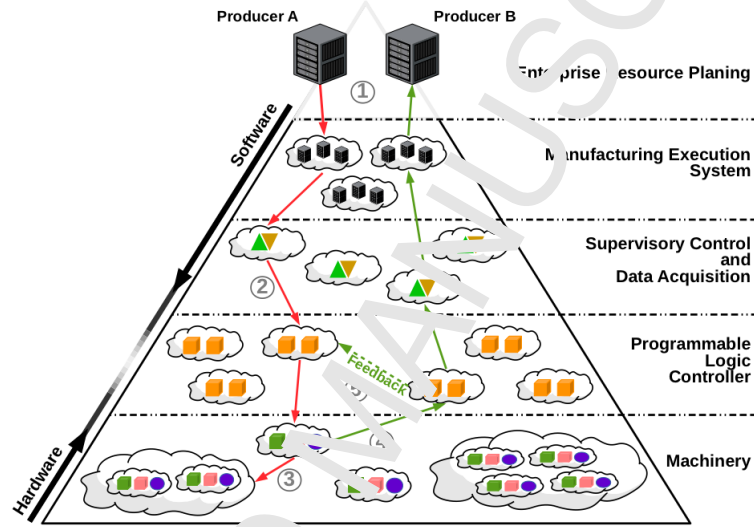 Producer A
Producer B
Enterprise Resource Planing
①
Software
Manufacturing Execution
System
Supervisory Control
and
Data Acquisition
②
Programmable
Logic
Controller
Feedback
Machinery
③
Hardware
MANUSC